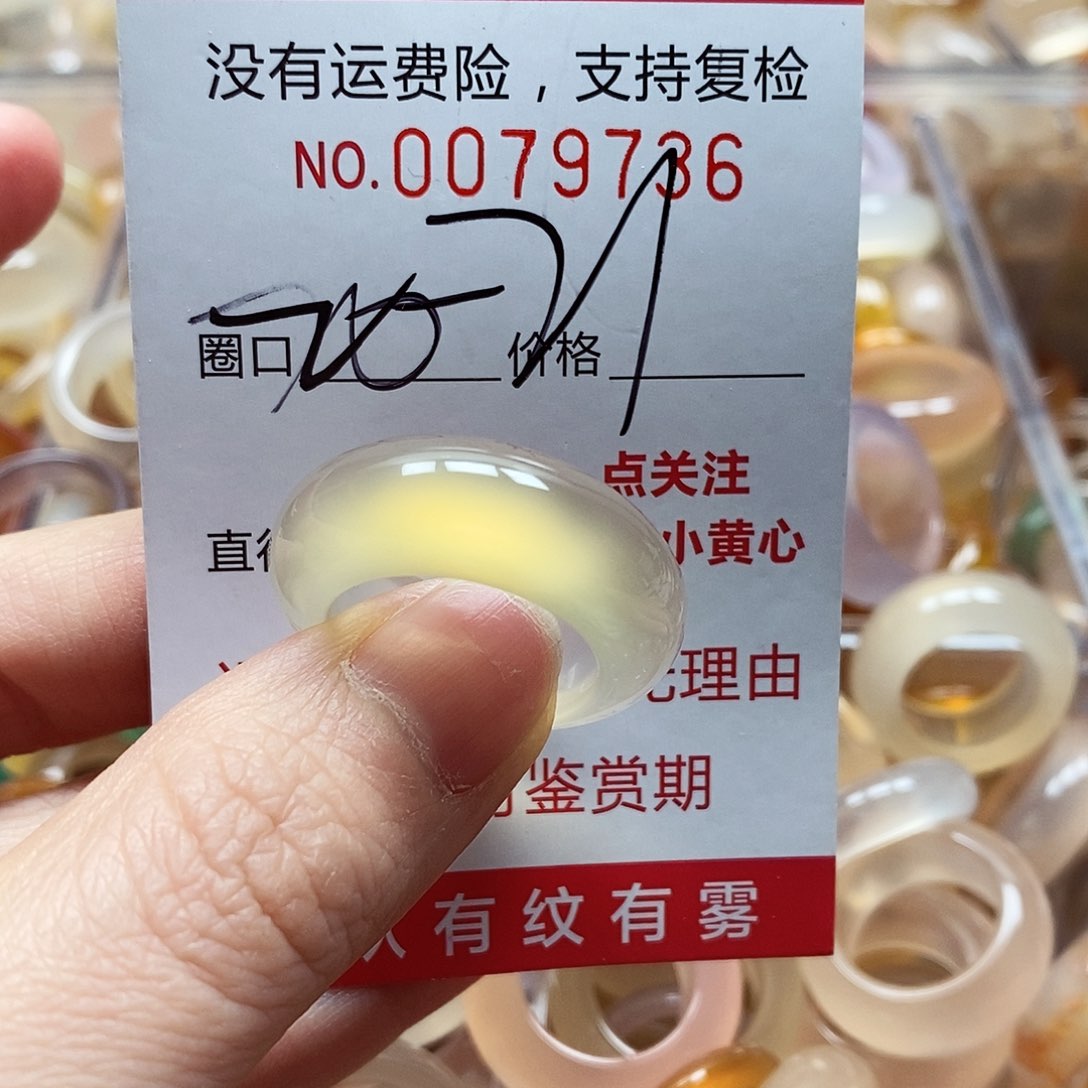 没有运费险，支持复检
NO.0079736
圈口 价格
点关注
直径 小黄心
理由
鉴赏期
有纹有雾